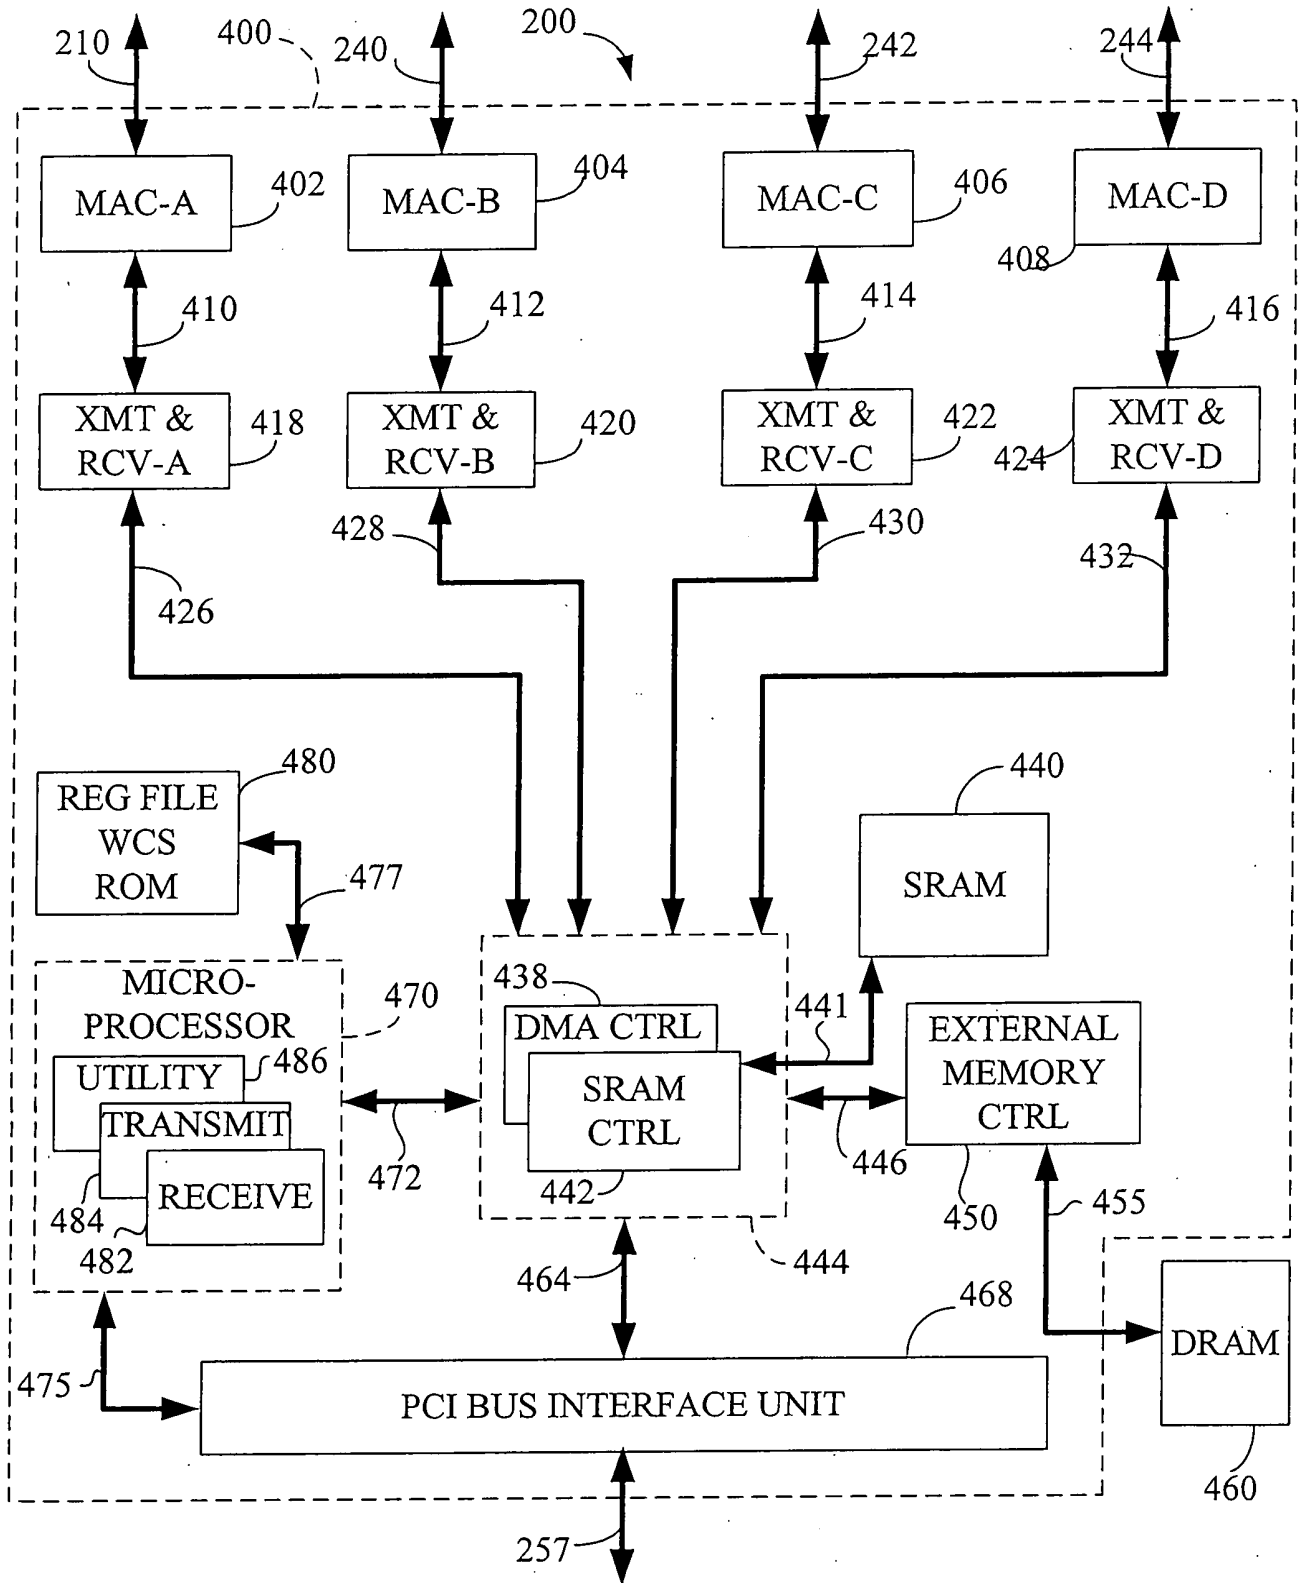 210
400
240
200
242
244
MAC-A
402
MAC-B
404
MAC-C
406
MAC-D
408
410
412
414
416
XMT &
RCV-A
418
XMT &
RCV-B
420
XMT &
RCV-C
422
XMT &
RCV-D
424
426
428
430
432
480
REG FILE
WCS
ROM
477
440
SRAM
MICRO-
PROCESSOR
470
UTILITY
486
TRANSMIT
484
RECEIVE
482
472
438
DMA CTRL
SRAM
CTRL
442
441
444
446
EXTERNAL
MEMORY
CTRL
450
455
464
468
DRAM
460
475
PCI BUS INTERFACE UNIT
257